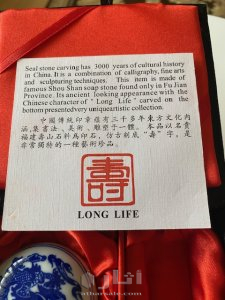 Seal stone carving has 3000 years of cultural history
in China. It is a combination of calligraphy, fine arts
and sculpturing techniques. This item is made of
famous Shou Shan soap stone found only in Fu Jian
Province. Its ancient looking appearance with the
Chinese character of " Long Life " carved on the
bottom presentedvery uniqueartistic collection.
中國傳統印章藝有三千多年東方文化內
涵,集書法、美術、雕塑于一體。本品以名貴
福建壽山石料為印石,仿古刻底“壽”字,是
非常獨特的一種藝術珍品。
壽
LONG LIFE